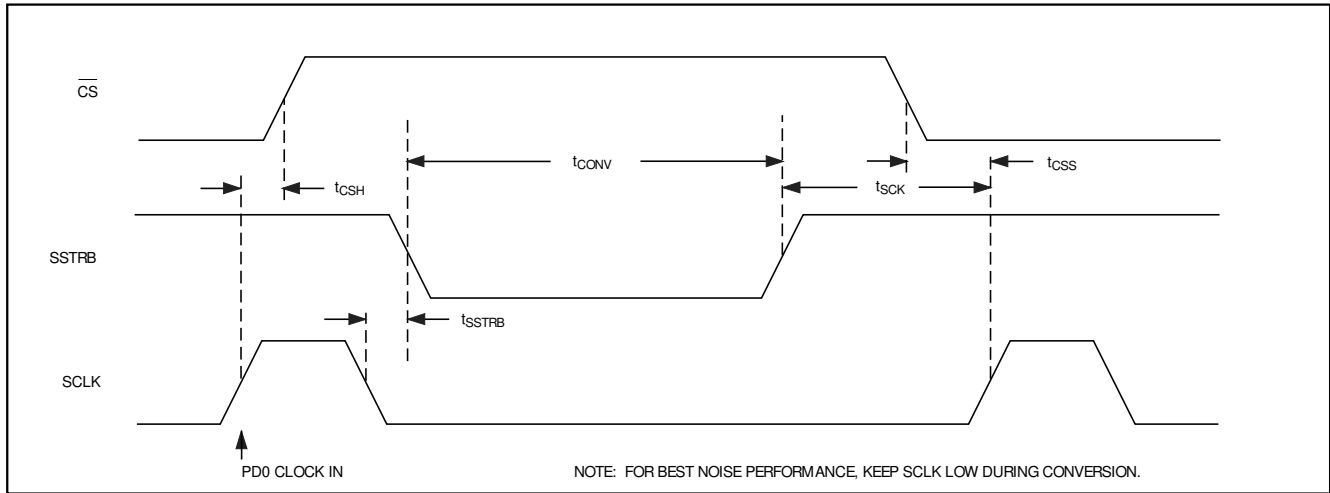 CS
tCONV
tCSS
tCSH
tSCK
SSTRB
tSSTRB
SCLK
PD0 CLOCK IN
NOTE: FOR BEST NOISE PERFORMANCE, KEEP SCLK LOW DURING CONVERSION.